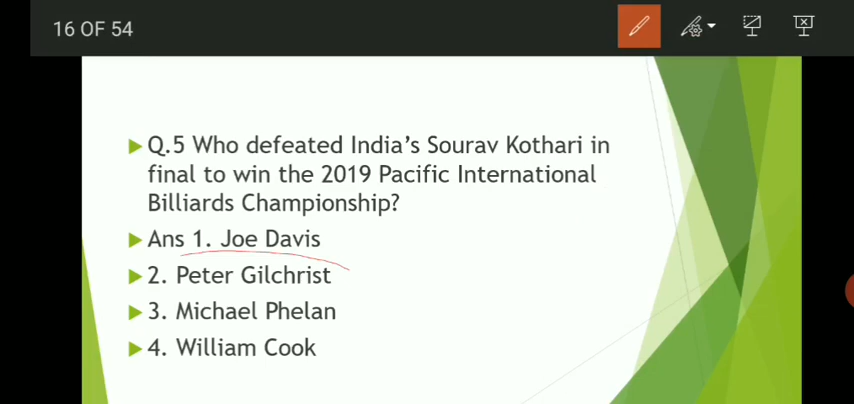 16 OF 54
Q.5 Who defeated India's Sourav Kothari in
final to win the 2019 Pacific International
Billiards Championship?
Ans 1. Joe Davis
2. Peter Gilchrist
3. Michael Phelan
4. William Cook